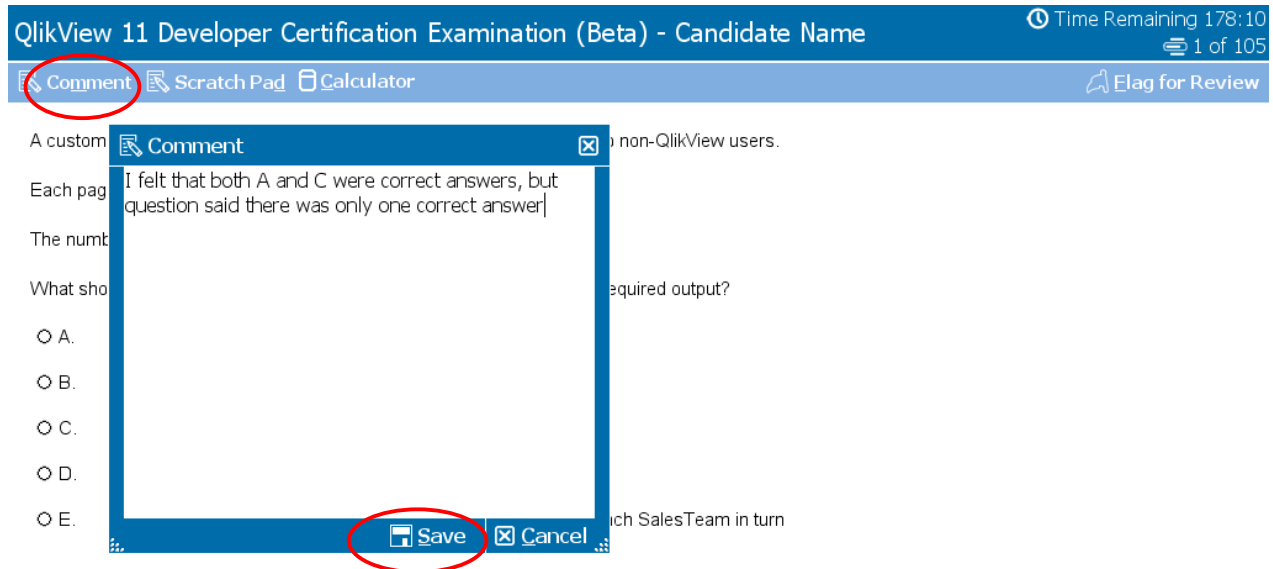 QlikView 11 Developer Certification Examination (Beta) - Candidate Name
Time Remaining 178:10
1 of 105
Comment Scratch Pad Calculator Flag for Review
A custom non-QlikView users.
Comment
I felt that both A and C were correct answers, but
question said there was only one correct answer
Each pag
The numb
What sho equired output?
A.
B.
C.
D.
E. ch SalesTeam in turn
Save Cancel